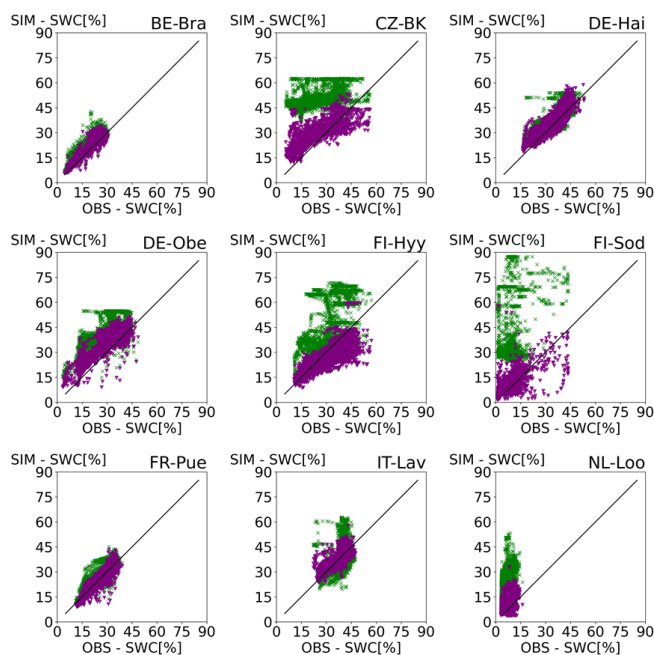 SIM - SWC[%] BE-Bra
90
75
60
45
30
15
0
0 15 30 45 60 75 90
OBS - SWC[%]
SIM - SWC[%] CZ-BK
90
75
60
45
30
15
0
0 15 30 45 60 75 90
OBS - SWC[%]
SIM - SWC[%] DE-Hai
90
75
60
45
30
15
0
0 15 30 45 60 75 90
OBS - SWC[%]
SIM - SWC[%] DE-Obe
90
75
60
45
30
15
0
0 15 30 45 60 75 90
OBS - SWC[%]
SIM - SWC[%] FI-Hyy
90
75
60
45
30
15
0
0 15 30 45 60 75 90
OBS - SWC[%]
SIM - SWC[%] FI-Sod
90
75
60
45
30
15
0
0 15 30 45 60 75 90
OBS - SWC[%]
SIM - SWC[%] FR-Pue
90
75
60
45
30
15
0
0 15 30 45 60 75 90
OBS - SWC[%]
SIM - SWC[%] IT-Lav
90
75
60
45
30
15
0
0 15 30 45 60 75 90
OBS - SWC[%]
SIM - SWC[%] NL-Loo
90
75
60
45
30
15
0
0 15 30 45 60 75 90
OBS - SWC[%]